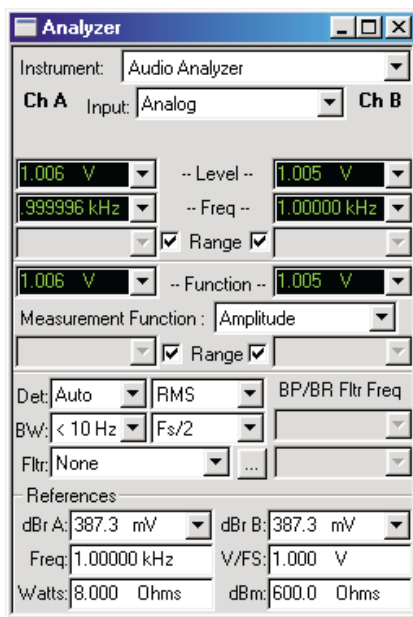 Analyzer
Instrument: Audio Analyzer
Ch A Input: Analog Ch B
1.006 V -- Level -- 1.005 V
.999996 kHz -- Freq -- 1.00000 kHz
Range
1.006 V -- Function -- 1.005 V
Measurement Function : Amplitude
Range
Det: Auto RMS BP/BR Fltr Freq
BW: < 10 Hz Fs/2
Fltr: None ...
References
dBr A: 387.3 mV dBr B: 387.3 mV
Freq: 1.00000 kHz V/FS: 1.000 V
Watts: 8.000 Ohms dBm: 600.0 Ohms